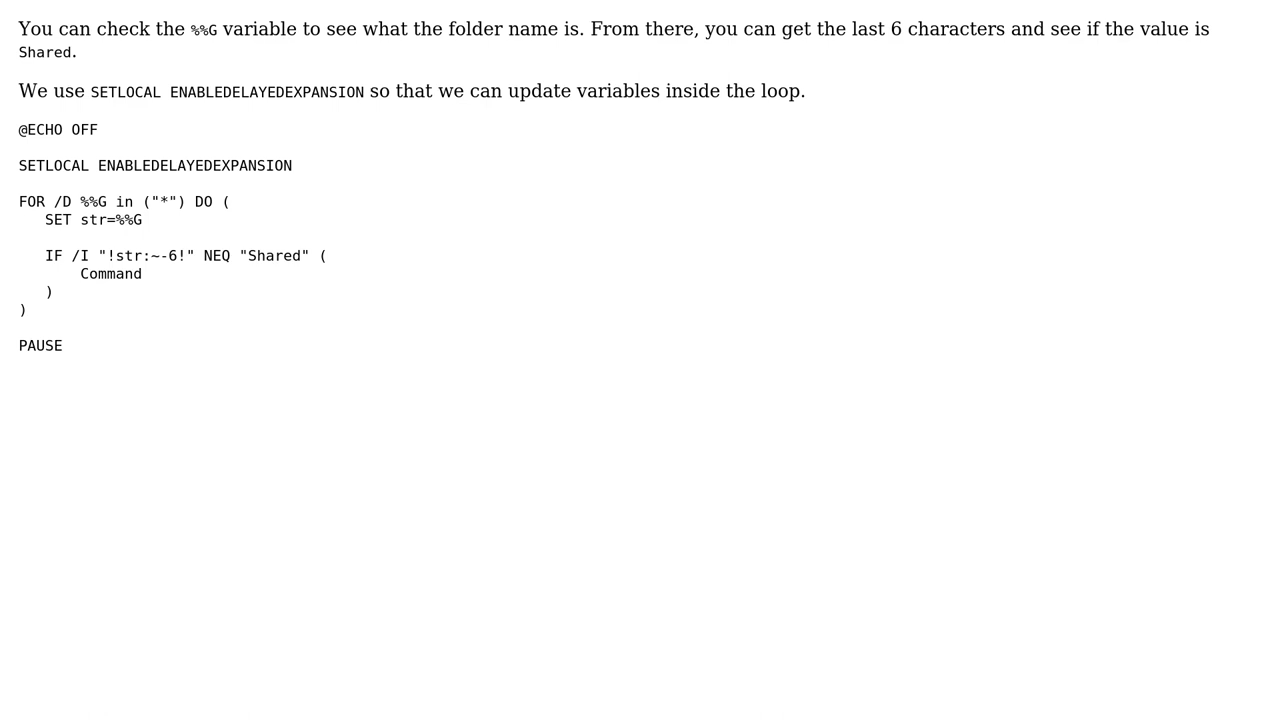 You can check the %%G variable to see what the folder name is. From there, you can get the last 6 characters and see if the value is
Shared.
We use SETLOCAL ENABLEDELAYEDEXPANSION so that we can update variables inside the loop.
@ECHO OFF
SETLOCAL ENABLEDELAYEDEXPANSION
FOR /D %%G in ("*") DO (
   SET str=%%G
   IF /I "!str:~-6!" NEQ "Shared" (
       Command
   )
)
PAUSE